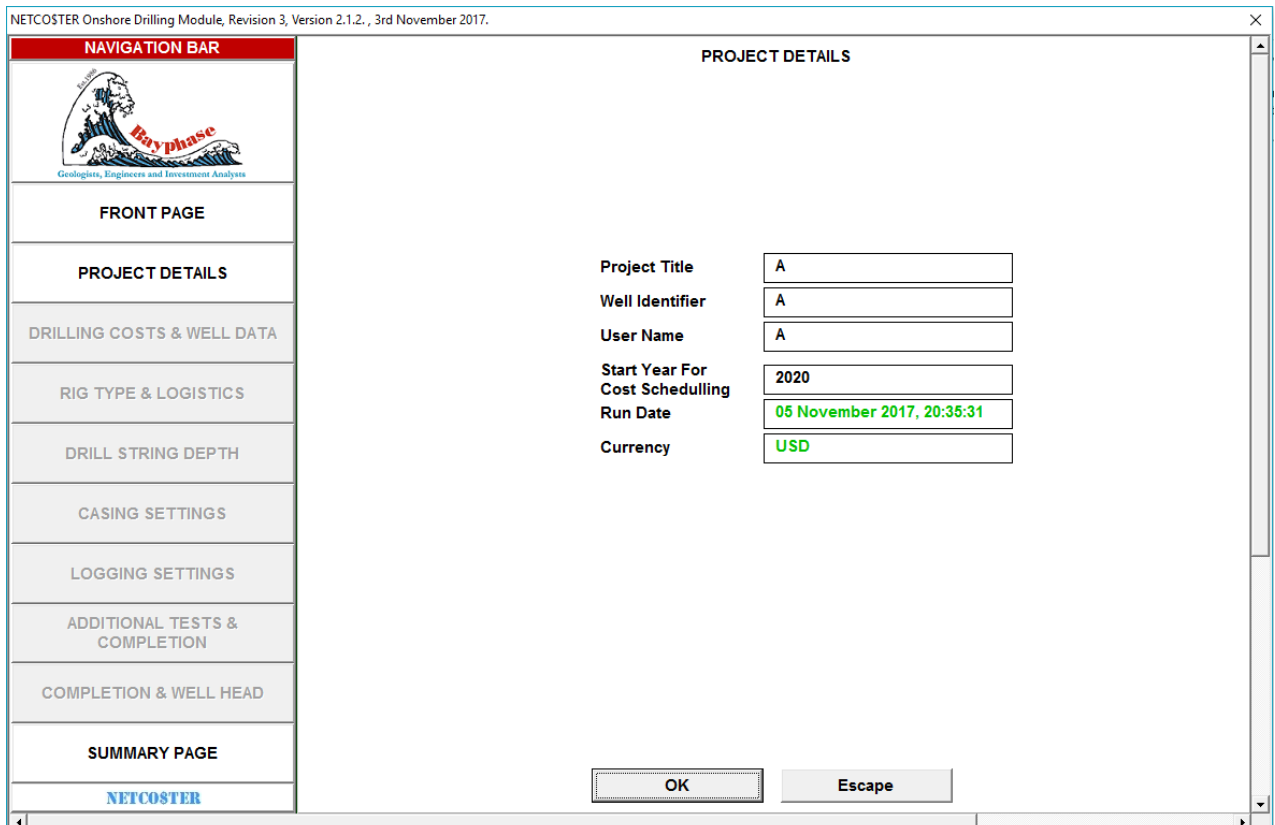 NETCO$TER Onshore Drilling Module, Revision 3, Version 2.1.2. , 3rd November 2017.
NAVIGATION BAR
Est.1986
Bayphase
Geologists, Engineers and Investment Analysts
FRONT PAGE
PROJECT DETAILS
DRILLING COSTS & WELL DATA
RIG TYPE & LOGISTICS
DRILL STRING DEPTH
CASING SETTINGS
LOGGING SETTINGS
ADDITIONAL TESTS &
COMPLETION
COMPLETION & WELL HEAD
SUMMARY PAGE
NETCO$TER
PROJECT DETAILS
Project Title A
Well Identifier A
User Name A
Start Year For
Cost Schedulling 2020
Run Date 05 November 2017, 20:35:31
Currency USD
OK Escape